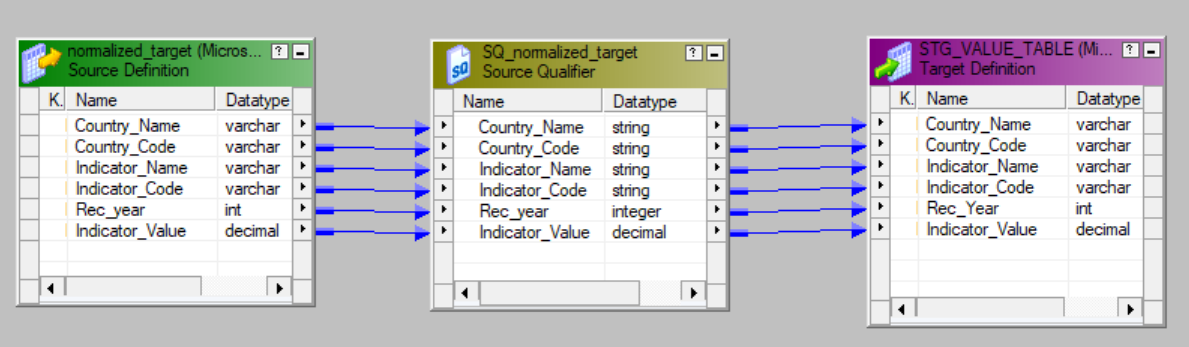 normalized_target (Micros... ? -
Source Definition
K. Name Datatype
Country_Name varchar
Country_Code varchar
Indicator_Name varchar
Indicator_Code varchar
Rec_year int
Indicator_Value decimal
SQ_normalized_target ? -
SQ
Source Qualifier
Name Datatype
Country_Name string
Country_Code string
Indicator_Name string
Indicator_Code string
Rec_year integer
Indicator_Value decimal
STG_VALUE_TABLE (Mi... ? -
Target Definition
K. Name Datatype
Country_Name varchar
Country_Code varchar
Indicator_Name varchar
Indicator_Code varchar
Rec_Year int
Indicator_Value decimal